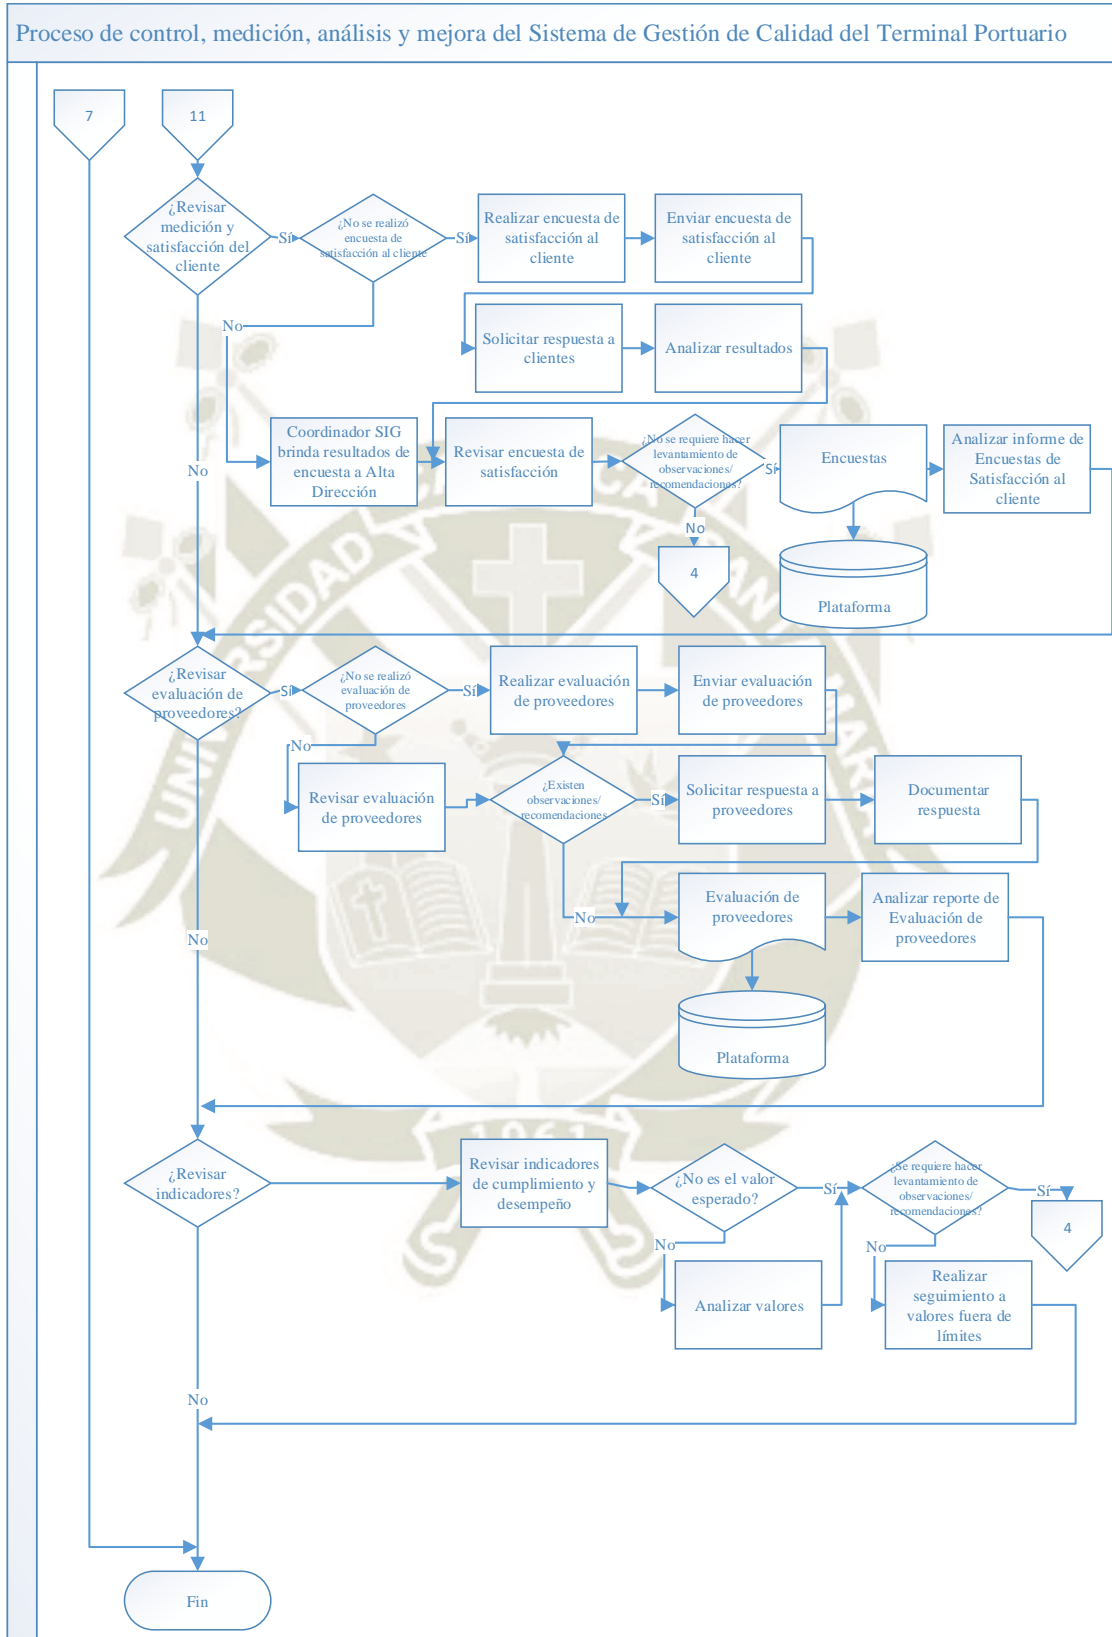 Proceso de control, medición, análisis y mejora del Sistema de Gestión de Calidad del Terminal Portuario
7
11
¿Revisar
medición y
satisfacción del
cliente
Sí
¿No se realizó
encuesta de
satisfacción al cliente
Sí
Realizar encuesta de
satisfacción al
cliente
Enviar encuesta de
satisfacción al
cliente
No
Solicitar respuesta a
clientes
Analizar resultados
No
Coordinador SIG
brinda resultados de
encuesta a Alta
Dirección
Revisar encuesta de
satisfacción
¿No se requiere hacer
levantamiento de
observaciones/
recomendaciones?
Sí
Encuestas
Analizar informe de
Encuestas de
Satisfacción al
cliente
No
4
Plataforma
¿Revisar
evaluación de
proveedores?
Sí
¿No se realizó
evaluación de
proveedores
Sí
Realizar evaluación
de proveedores
Enviar evaluación
de proveedores
No
Revisar evaluación
de proveedores
¿Existen
observaciones/
recomendaciones
Sí
Solicitar respuesta a
proveedores
Documentar
respuesta
No
Evaluación de
proveedores
Analizar reporte de
Evaluación de
proveedores
No
Plataforma
¿Revisar
indicadores?
Revisar indicadores
de cumplimiento y
desempeño
¿No es el valor
esperado?
Sí
¿Se requiere hacer
levantamiento de
observaciones/
recomendaciones?
Sí
4
No
Analizar valores
No
Realizar
seguimiento a
valores fuera de
límites
No
Fin
UNIVERSIDAD
CATÓLICA
SANTA MARÍA
1961